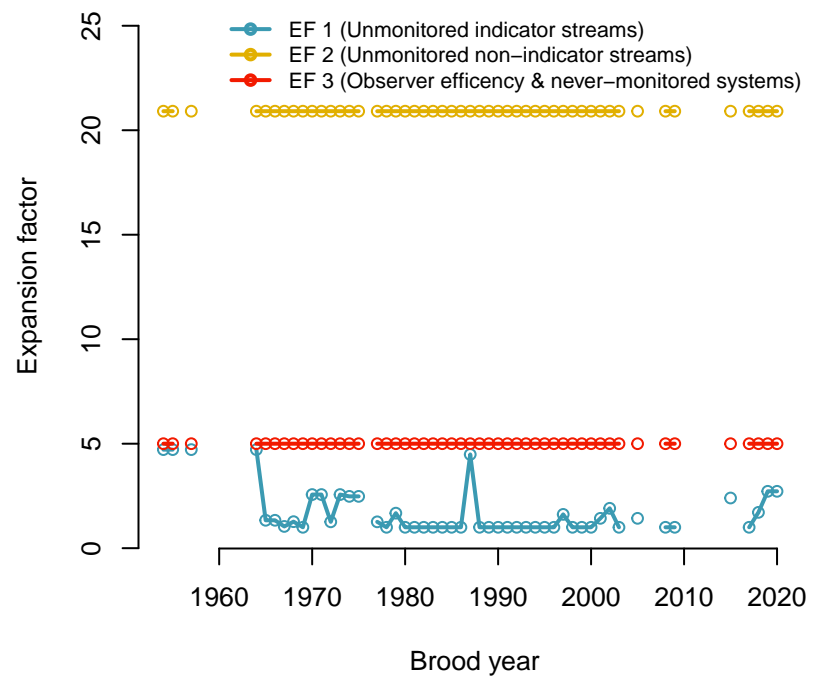 EF 1 (Unmonitored indicator streams)
EF 2 (Unmonitored non−indicator streams)
EF 3 (Observer efficency & never−monitored systems)
Expansion factor
25
20
15
10
5
0
1960 1970 1980 1990 2000 2010 2020
Brood year